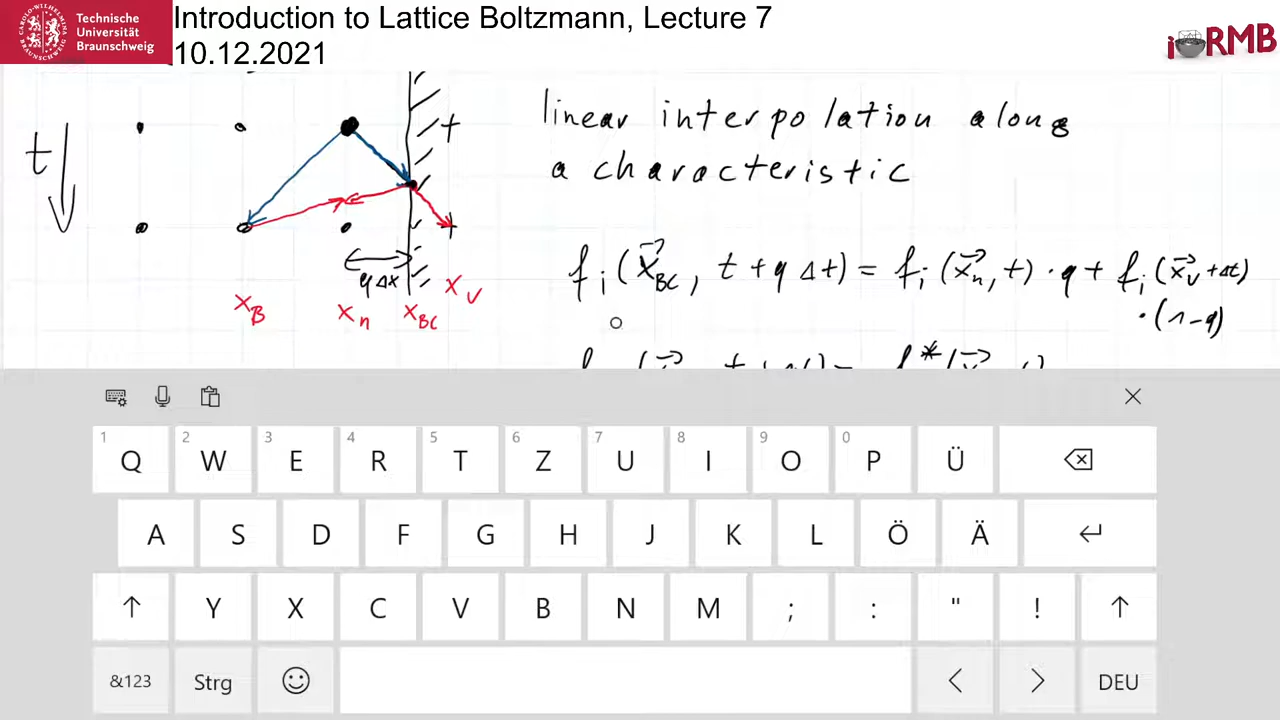 Technische
Universität
Braunschweig
Introduction to Lattice Boltzmann, Lecture 7
10.12.2021
iRMB
t
linear interpolation along
a characteristic
f_i (x⃗_BC, t + q Δt) = f_i (x⃗_n, t) · q + f_i (x⃗_v + Δt)
· (1-q)
q Δx
x_B x_n x_BC x_v
1 Q 2 W 3 E 4 R 5 T 6 Z 7 U 8 I 9 O 0 P Ü
A S D F G H J K L Ö Ä
Y X C V B N M ; : " !
&123 Strg < > DEU